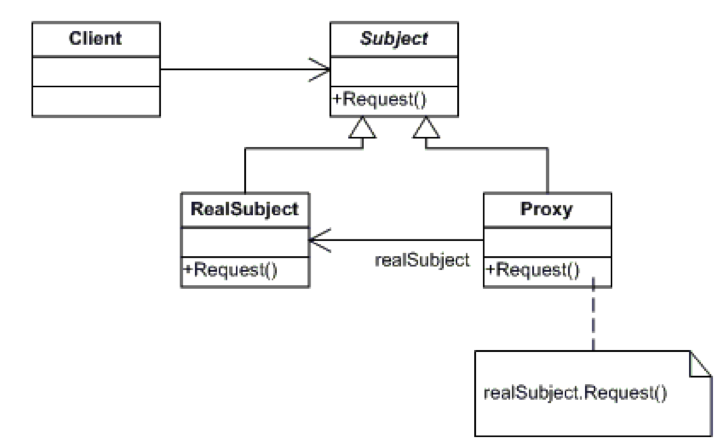 Client
Subject
+Request()
RealSubject
Proxy
+Request()
realSubject
+Request()
realSubject.Request()